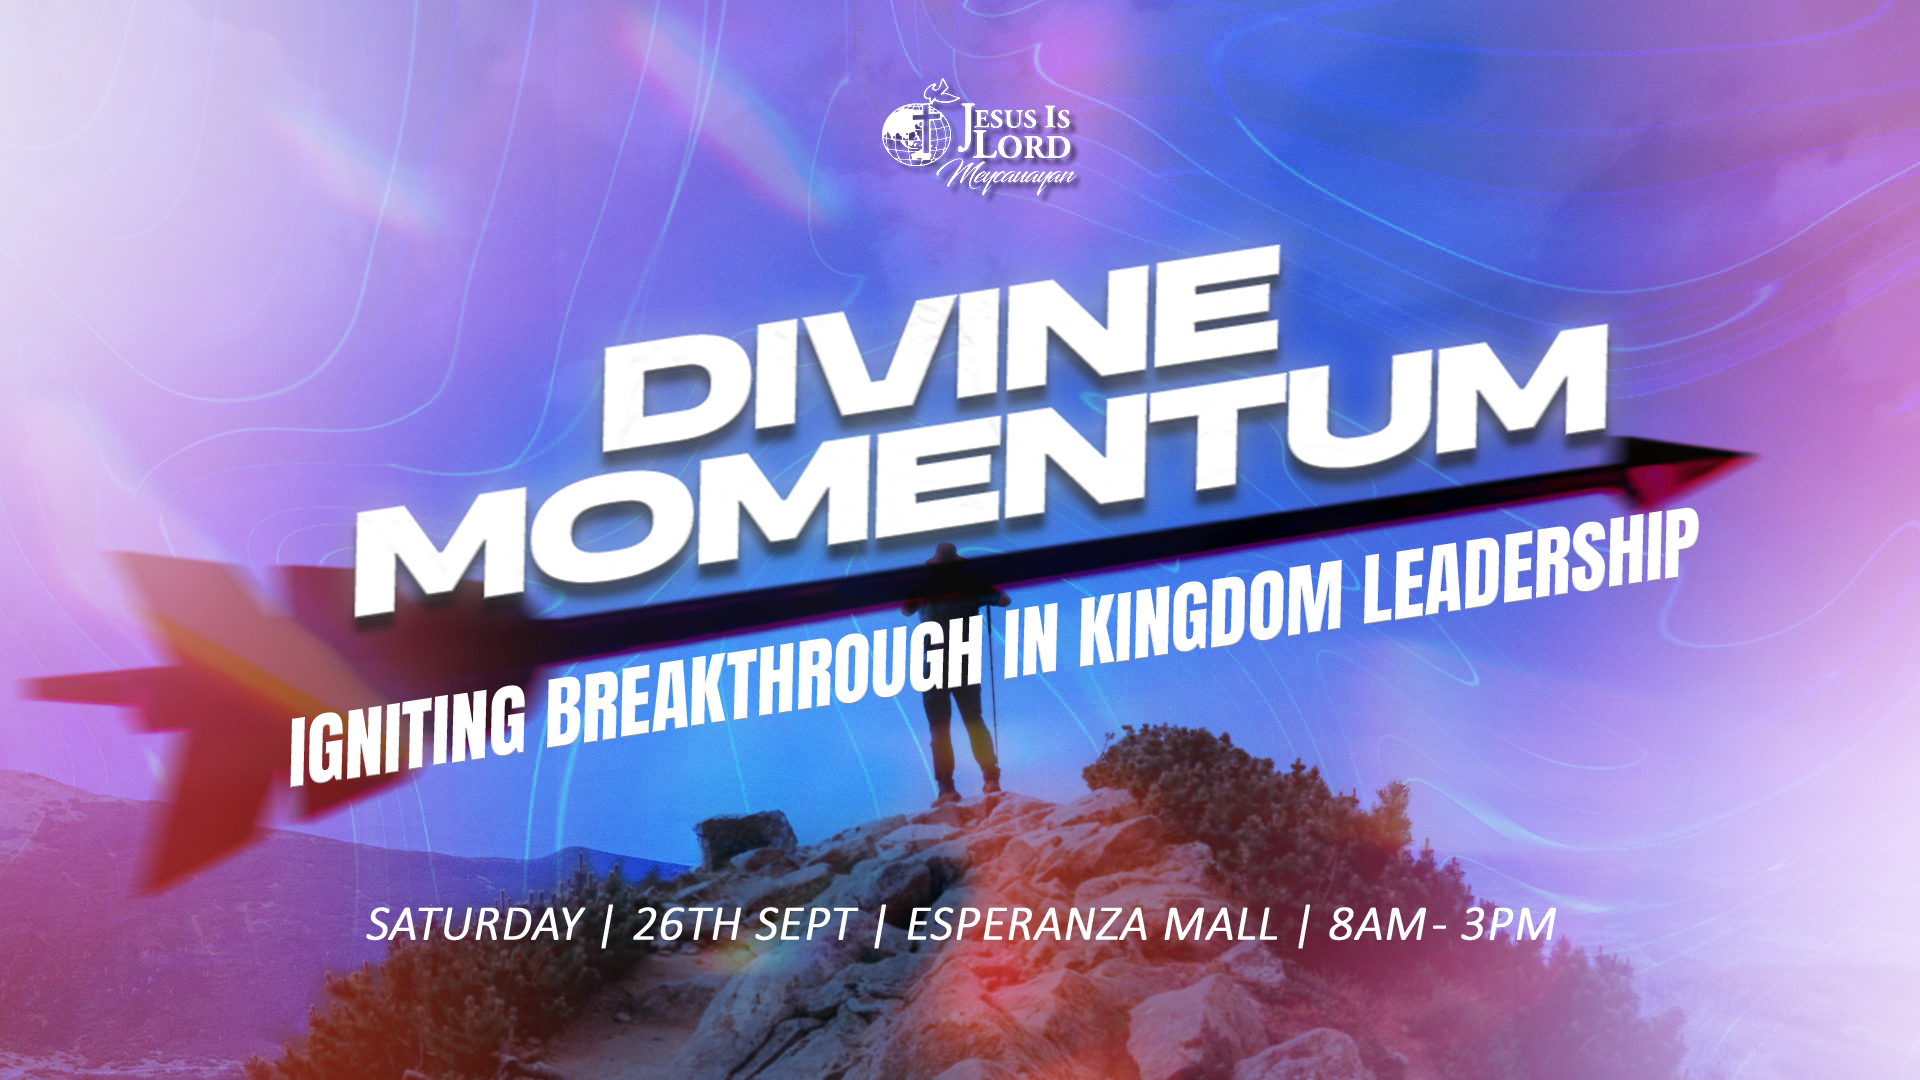 JESUS IS
LORD
Meycauayan
DIVINE
MOMENTUM
IGNITING BREAKTHROUGH IN KINGDOM LEADERSHIP
SATURDAY | 26TH SEPT | ESPERANZA MALL | 8AM- 3PM